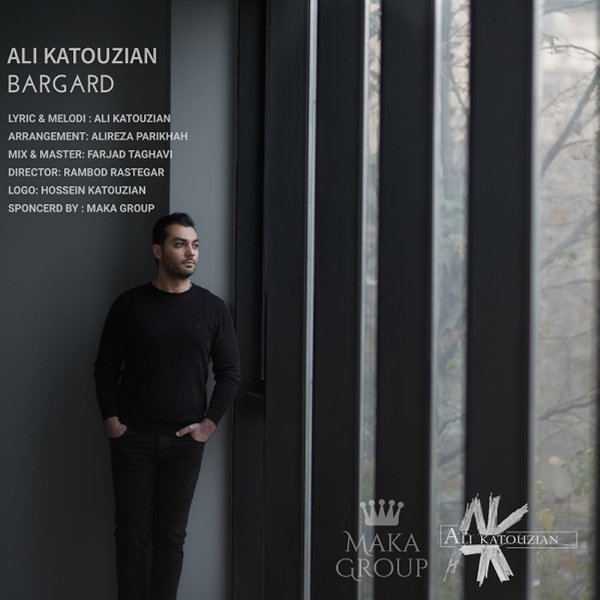 ALI KATOUZIAN
BARGARD
LYRIC & MELODI : ALI KATOUZIAN
ARRANGEMENT: ALIREZA PARIKHAH
MIX & MASTER: FARJAD TAGHAVI
DIRECTOR: RAMBOD RASTEGAR
LOGO: HOSSEIN KATOUZIAN
SPONCERD BY : MAKA GROUP
MAKA
GROUP
ALI KATOUZIAN